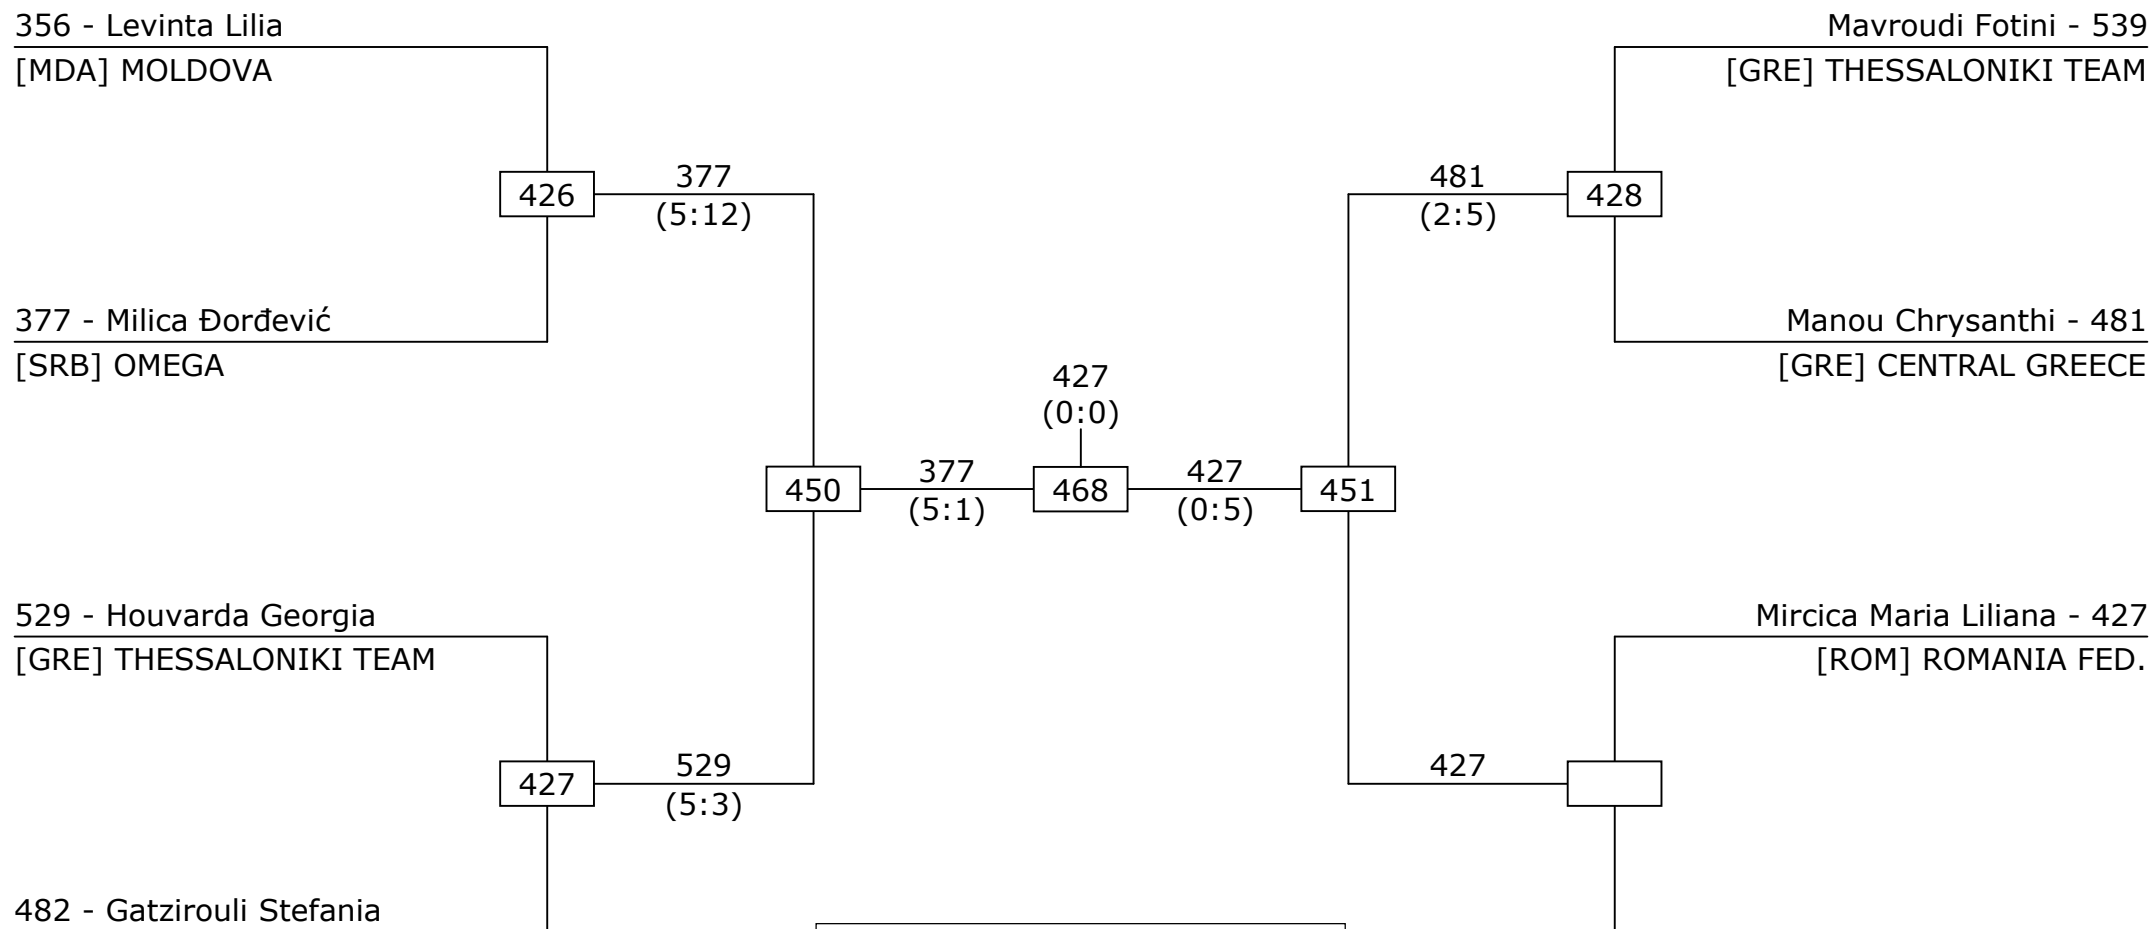 356 - Levinta Lilia
[MDA] MOLDOVA
Mavroudi Fotini - 539
[GRE] THESSALONIKI TEAM
426
377
(5:12)
481
(2:5)
428
377 - Milica Đorđević
[SRB] OMEGA
Manou Chrysanthi - 481
[GRE] CENTRAL GREECE
427
(0:0)
450
377
(5:1)
468
427
(0:5)
451
529 - Houvarda Georgia
[GRE] THESSALONIKI TEAM
Mircica Maria Liliana - 427
[ROM] ROMANIA FED.
427
529
(5:3)
427
482 - Gatzirouli Stefania